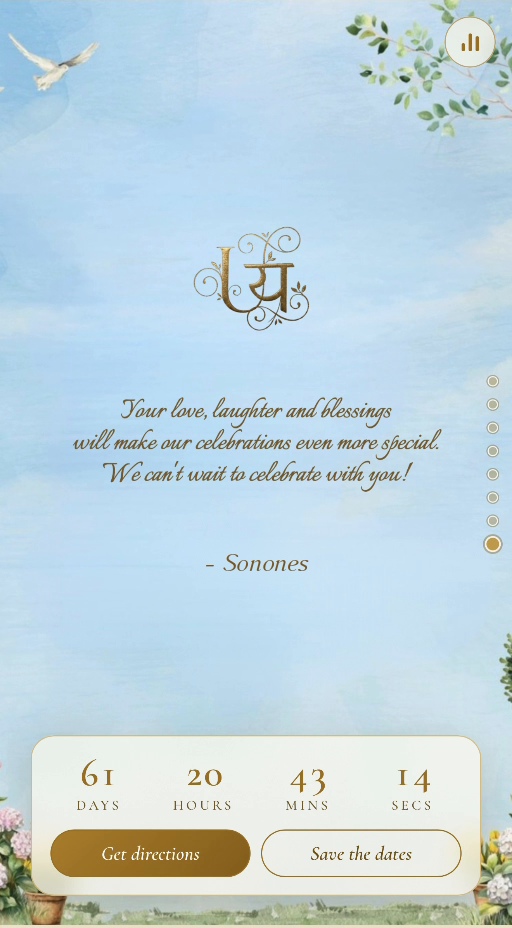 Uय
Your love, laughter and blessings
will make our celebrations even more special.
We can't wait to celebrate with you!
- Sonones
61 20 43 14
DAYS HOURS MINS SECS
Get directions Save the dates